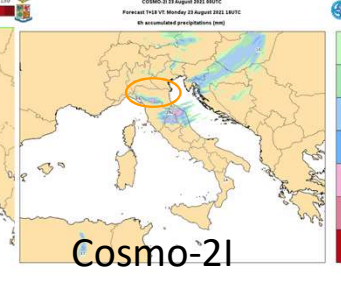 COSMO-2I 23 August 2021 00UTC
Forecast T+18 VT: Monday 23 August 2021 18UTC
6h accumulated precipitations (mm)
Cosmo-2I